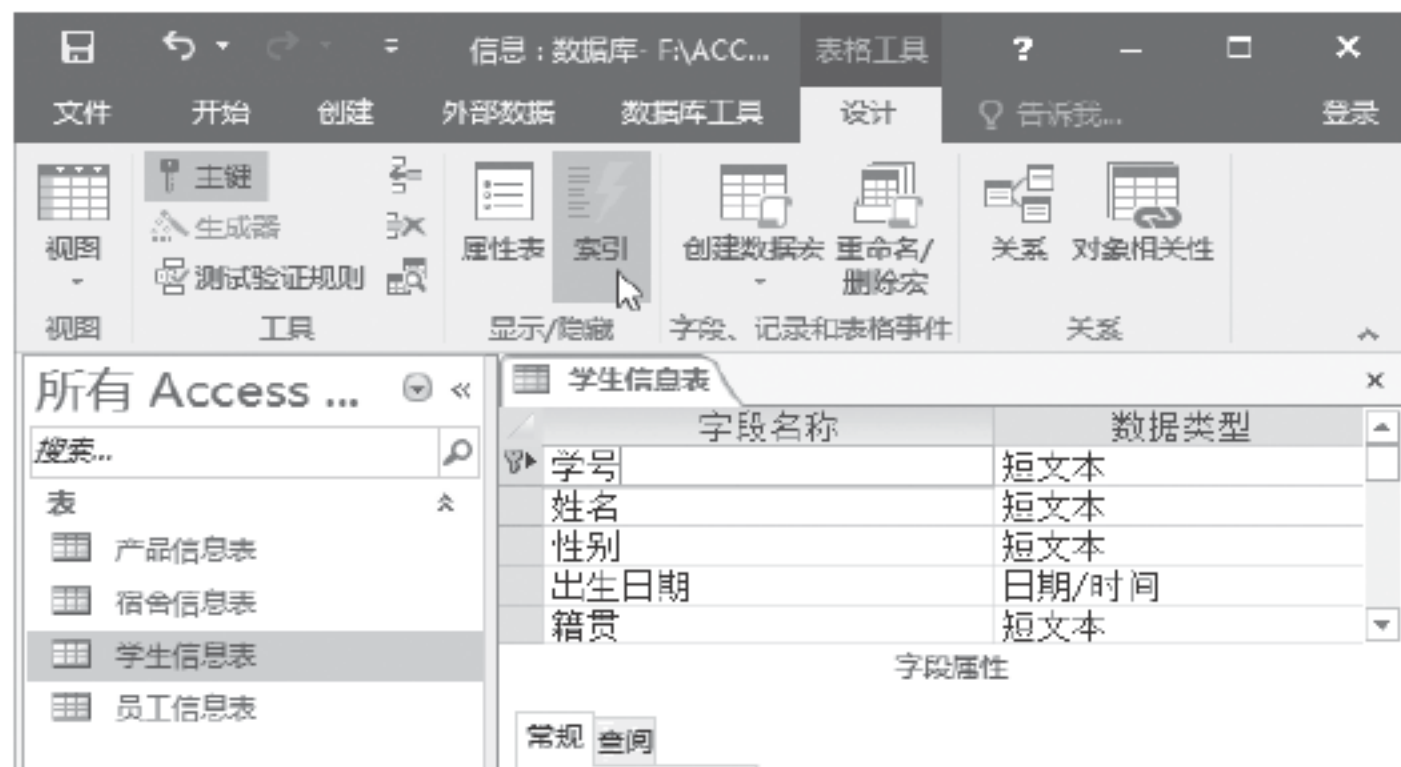 信息：数据库- F:\ACC... 表格工具 ?
文件 开始 创建 外部数据 数据库工具 设计 告诉我... 登录
视图
主键
生成器
测试验证规则
属性表 索引
创建数据宏 重命名/
删除宏
关系 对象相关性
视图 工具 显示/隐藏 字段、记录和表格事件 关系
所有 Access ...
搜索...
表
产品信息表
宿舍信息表
学生信息表
员工信息表
学生信息表
字段名称 数据类型
学号 短文本
姓名 短文本
性别 短文本
出生日期 日期/时间
籍贯 短文本
字段属性
常规 查阅